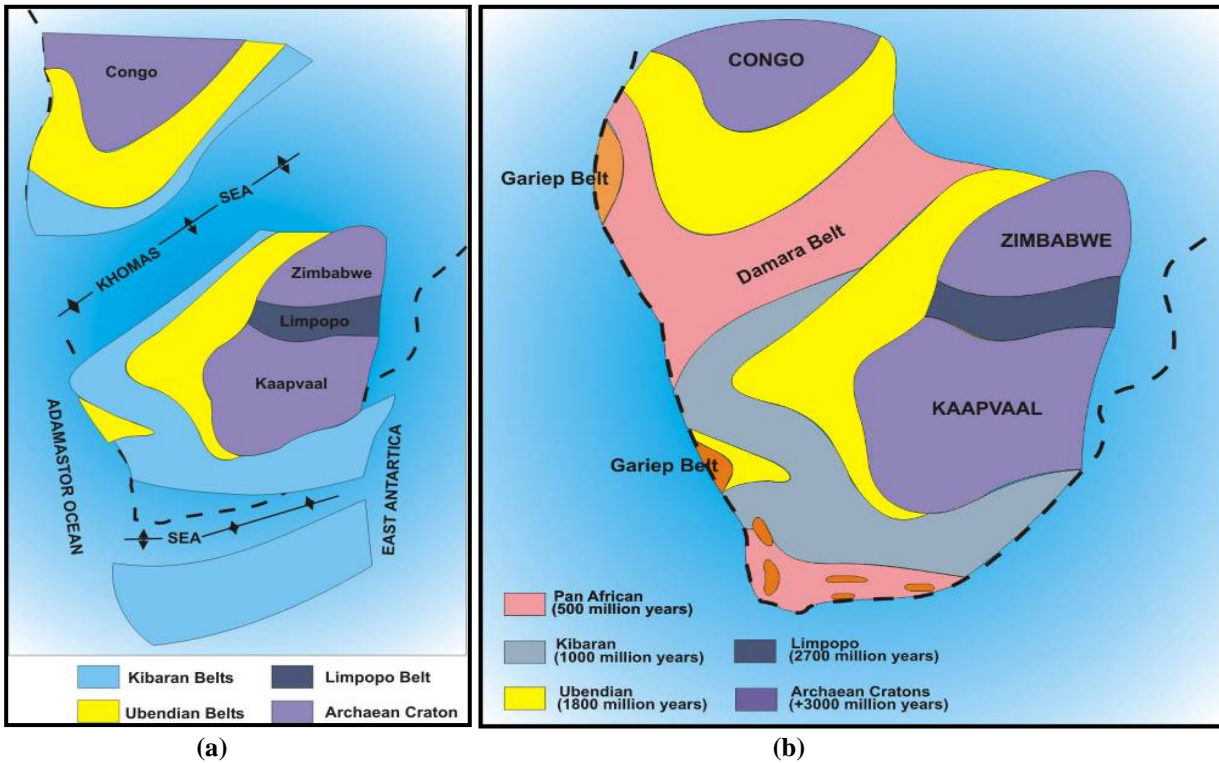 Congo
KHOMAS SEA
Zimbabwe
Limpopo
Kaapvaal
ADAMASTOR OCEAN
EAST ANTARTICA
SEA
Kibaran Belts
Limpopo Belt
Ubendian Belts
Archaean Craton
(a)
CONGO
Gariep Belt
Damara Belt
ZIMBABWE
KAAPVAAL
Gariep Belt
Pan African
(500 million years)
Kibaran
(1000 million years)
Limpopo
(2700 million years)
Ubendian
(1800 million years)
Archaean Cratons
(+3000 million years)
(b)